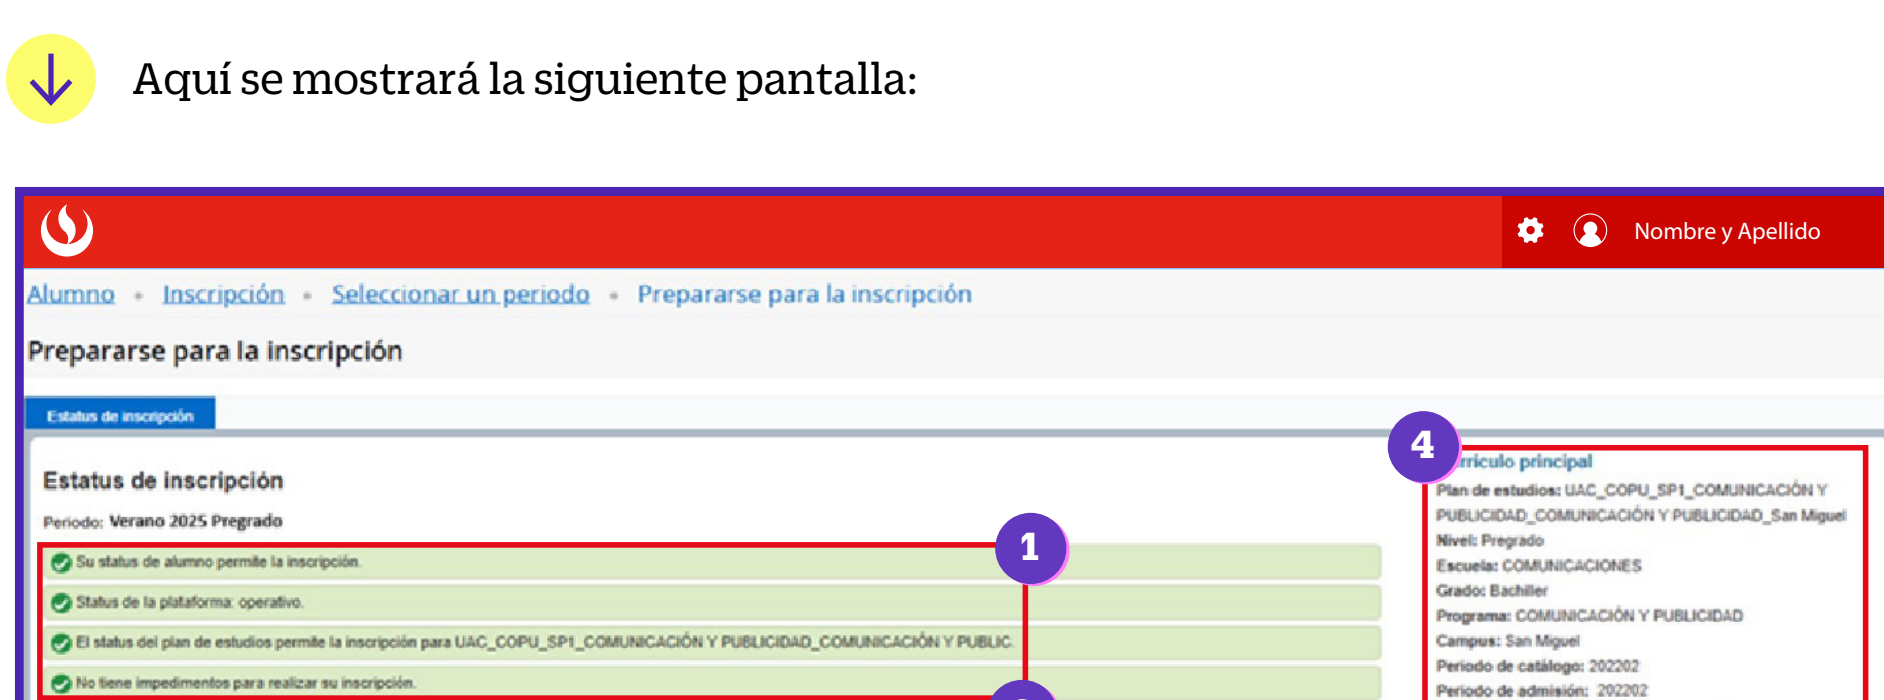 Aquí se mostrará la siguiente pantalla:
Nombre y Apellido
Alumno • Inscripción • Seleccionar un periodo • Prepararse para la inscripción
Prepararse para la inscripción
Estatus de inscripción
Estatus de inscripción
Periodo: Verano 2025 Pregrado
1
Su status de alumno permite la inscripción.
Status de la plataforma: operativo.
El status del plan de estudios permite la inscripción para UAC_COPU_SP1_COMUNICACIÓN Y PUBLICIDAD_COMUNICACIÓN Y PUBLIC.
No tiene impedimentos para realizar su inscripción.
4
rrículo principal
Plan de estudios: UAC_COPU_SP1_COMUNICACIÓN Y
PUBLICIDAD_COMUNICACIÓN Y PUBLICIDAD_San Miguel
Nivel: Pregrado
Escuela: COMUNICACIONES
Grado: Bachiller
Programa: COMUNICACIÓN Y PUBLICIDAD
Campus: San Miguel
Periodo de catálogo: 202202
Periodo de admisión: 202202